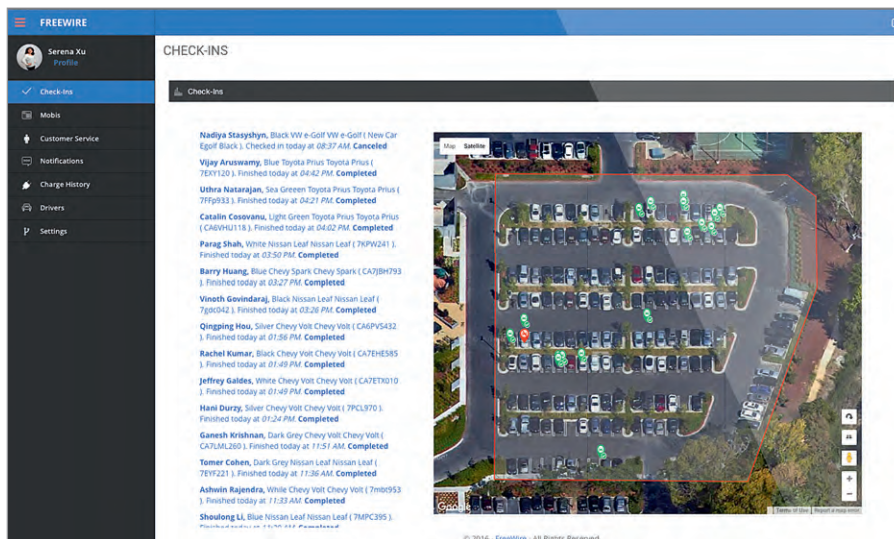 FREEWIRE
Serena Xu
Profile
Check-Ins
Mobis
Customer Service
Notifications
Charge History
Drivers
Settings
CHECK-INS
Check-Ins
Nadiya Stasyshyn, Black VW e-Golf VW e-Golf ( New Car
Egolf Black ). Checked in today at 08:37 AM. Canceled
Vijay Aruswamy, Blue Toyota Prius Toyota Prius (
7EXY120 ). Finished today at 04:42 PM. Completed
Uthra Natarajan, Sea Greeen Toyota Prius Toyota Prius (
7FFp933 ). Finished today at 04:21 PM. Completed
Catalin Cosovanu, Light Green Toyota Prius Toyota Prius
( CA6VHU118 ). Finished today at 04:02 PM. Completed
Parag Shah, White Nissan Leaf Nissan Leaf ( 7KPW241 ).
Finished today at 03:50 PM. Completed
Barry Huang, Blue Chevy Spark Chevy Spark ( CA7JBH793
). Finished today at 03:27 PM. Completed
Vinoth Govindaraj, Black Nissan Leaf Nissan Leaf (
7gdc042 ). Finished today at 03:26 PM. Completed
Qingping Hou, Silver Chevy Volt Chevy Volt ( CA6PVS432
). Finished today at 01:56 PM. Completed
Rachel Kumar, Black Chevy Volt Chevy Volt ( CA7EHE585
). Finished today at 01:49 PM. Completed
Jeffrey Galdes, White Chevy Volt Chevy Volt ( CA7ETX010
). Finished today at 01:49 PM. Completed
Hani Durzy, Silver Chevy Volt Chevy Volt ( 7PCL970 ).
Finished today at 01:24 PM. Completed
Ganesh Krishnan, Dark Grey Chevy Volt Chevy Volt (
CA7LML260 ). Finished today at 11:51 AM. Completed
Tomer Cohen, Dark Grey Nissan Leaf Nissan Leaf (
7EYF221 ). Finished today at 11:36 AM. Completed
Ashwin Rajendra, While Chevy Volt Chevy Volt ( 7mbt953
). Finished today at 11:33 AM. Completed
Shoulong Li, Blue Nissan Leaf Nissan Leaf ( 7MPC395 ).
Finished today at 11:20 AM. Completed
Map Satellite
Google
Terms of Use Report a map error
© 2016 - FreeWire - All Rights Reserved